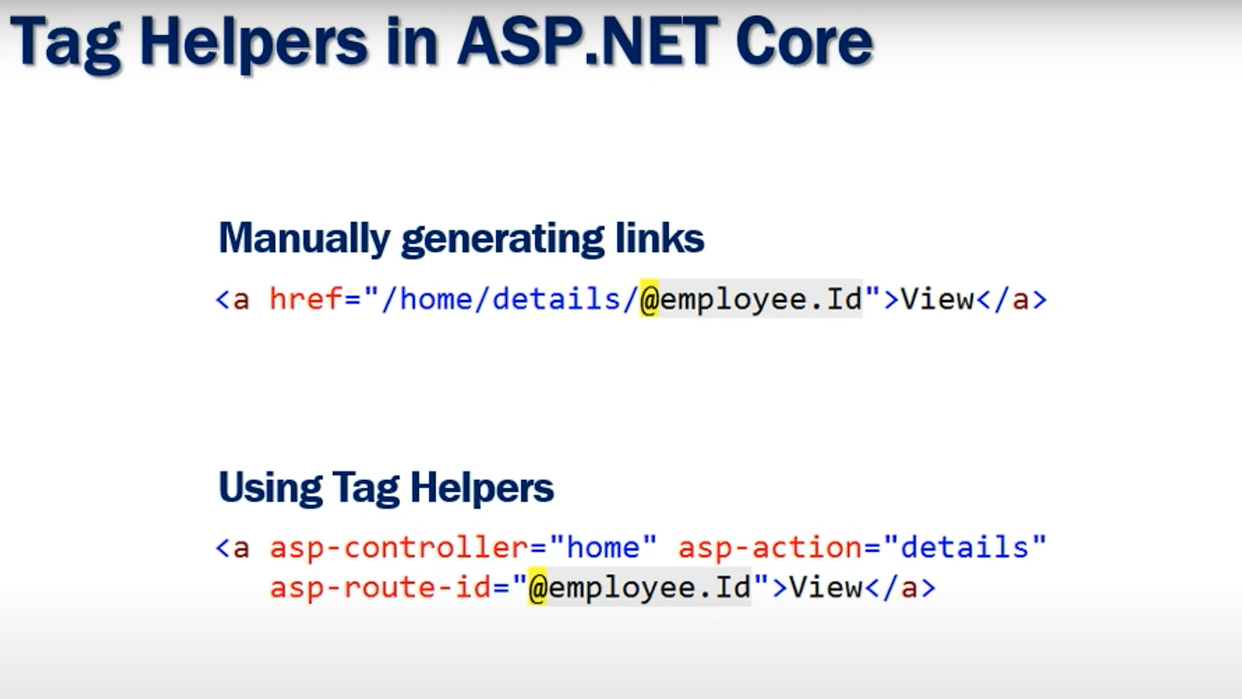 Tag Helpers in ASP.NET Core
Manually generating links
<a href="/home/details/@employee.Id">View</a>
Using Tag Helpers
<a asp-controller="home" asp-action="details"
asp-route-id="@employee.Id">View</a>